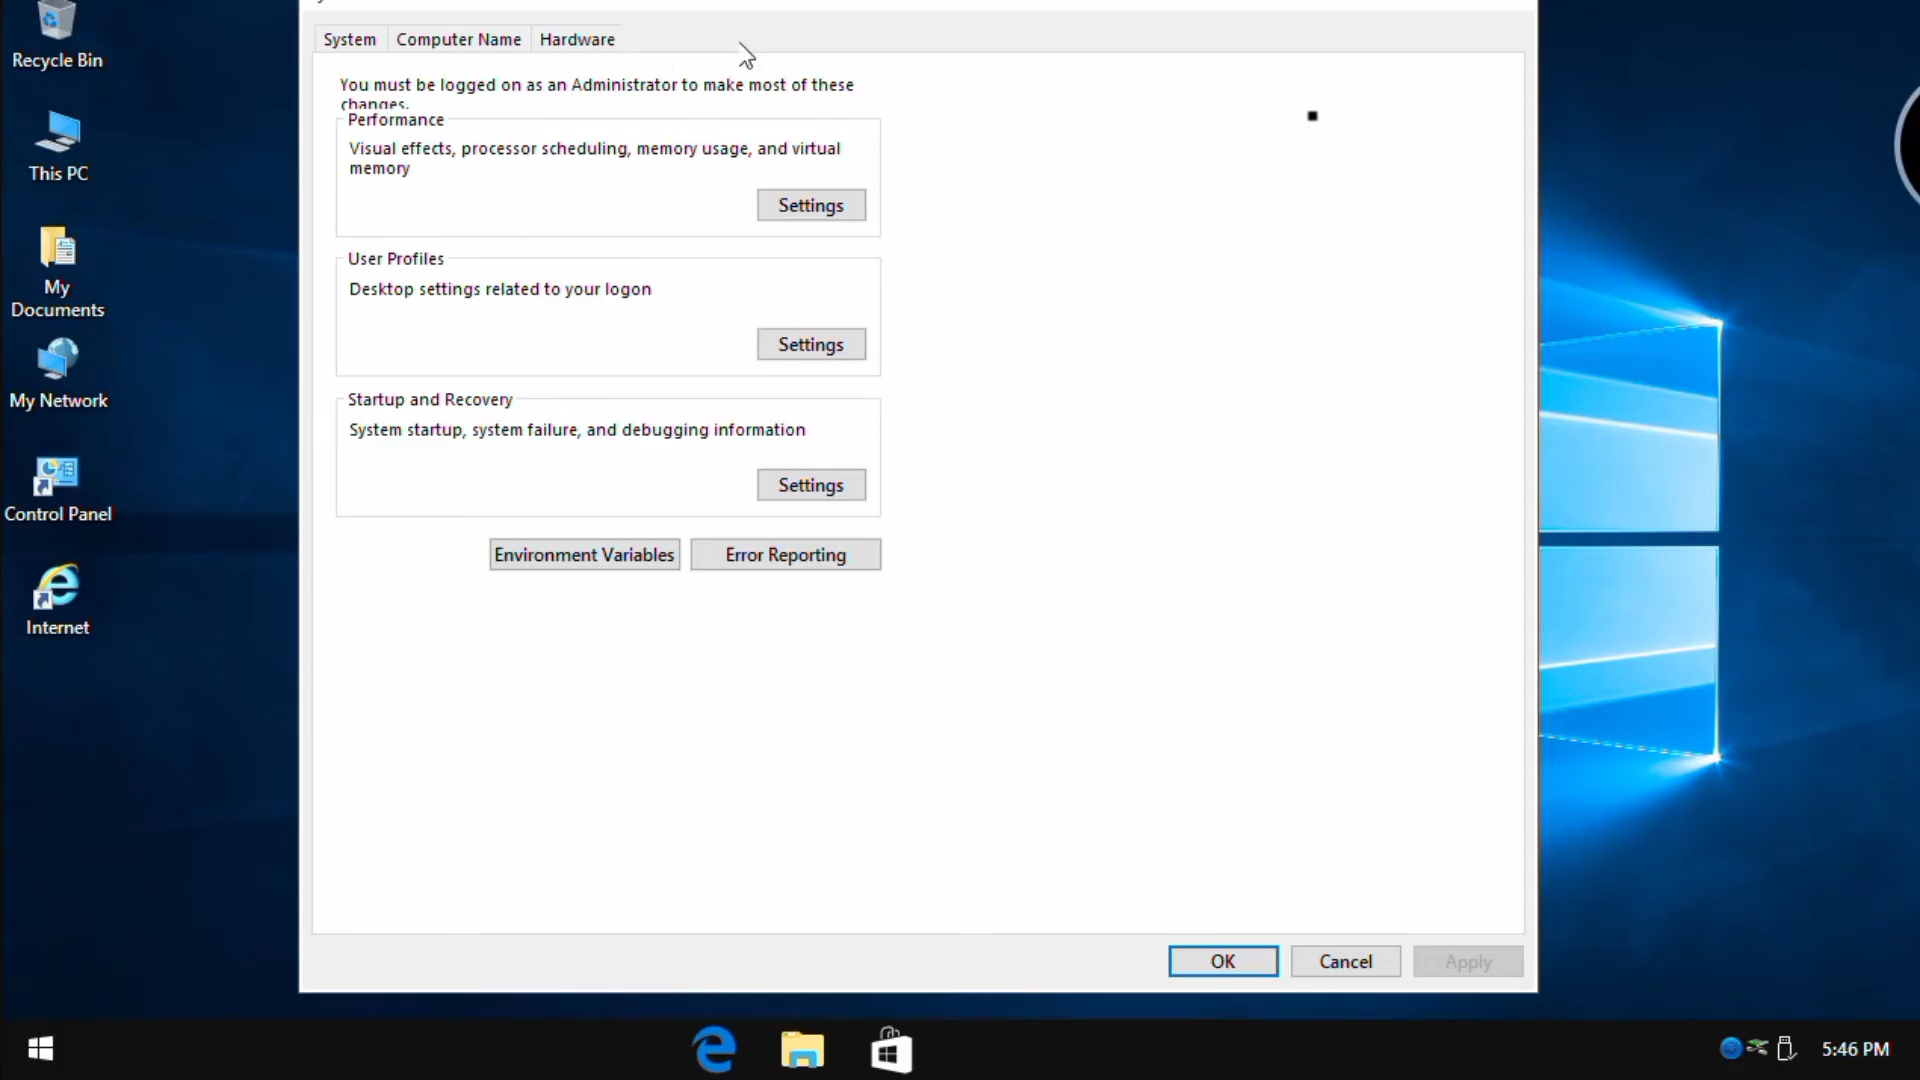 Recycle Bin
This PC
My
Documents
My Network
Control Panel
Internet
System
Computer Name
Hardware
You must be logged on as an Administrator to make most of these
changes.
Performance
Visual effects, processor scheduling, memory usage, and virtual
memory
Settings
User Profiles
Desktop settings related to your logon
Settings
Startup and Recovery
System startup, system failure, and debugging information
Settings
Environment Variables
Error Reporting
OK
Cancel
Apply
5:46 PM